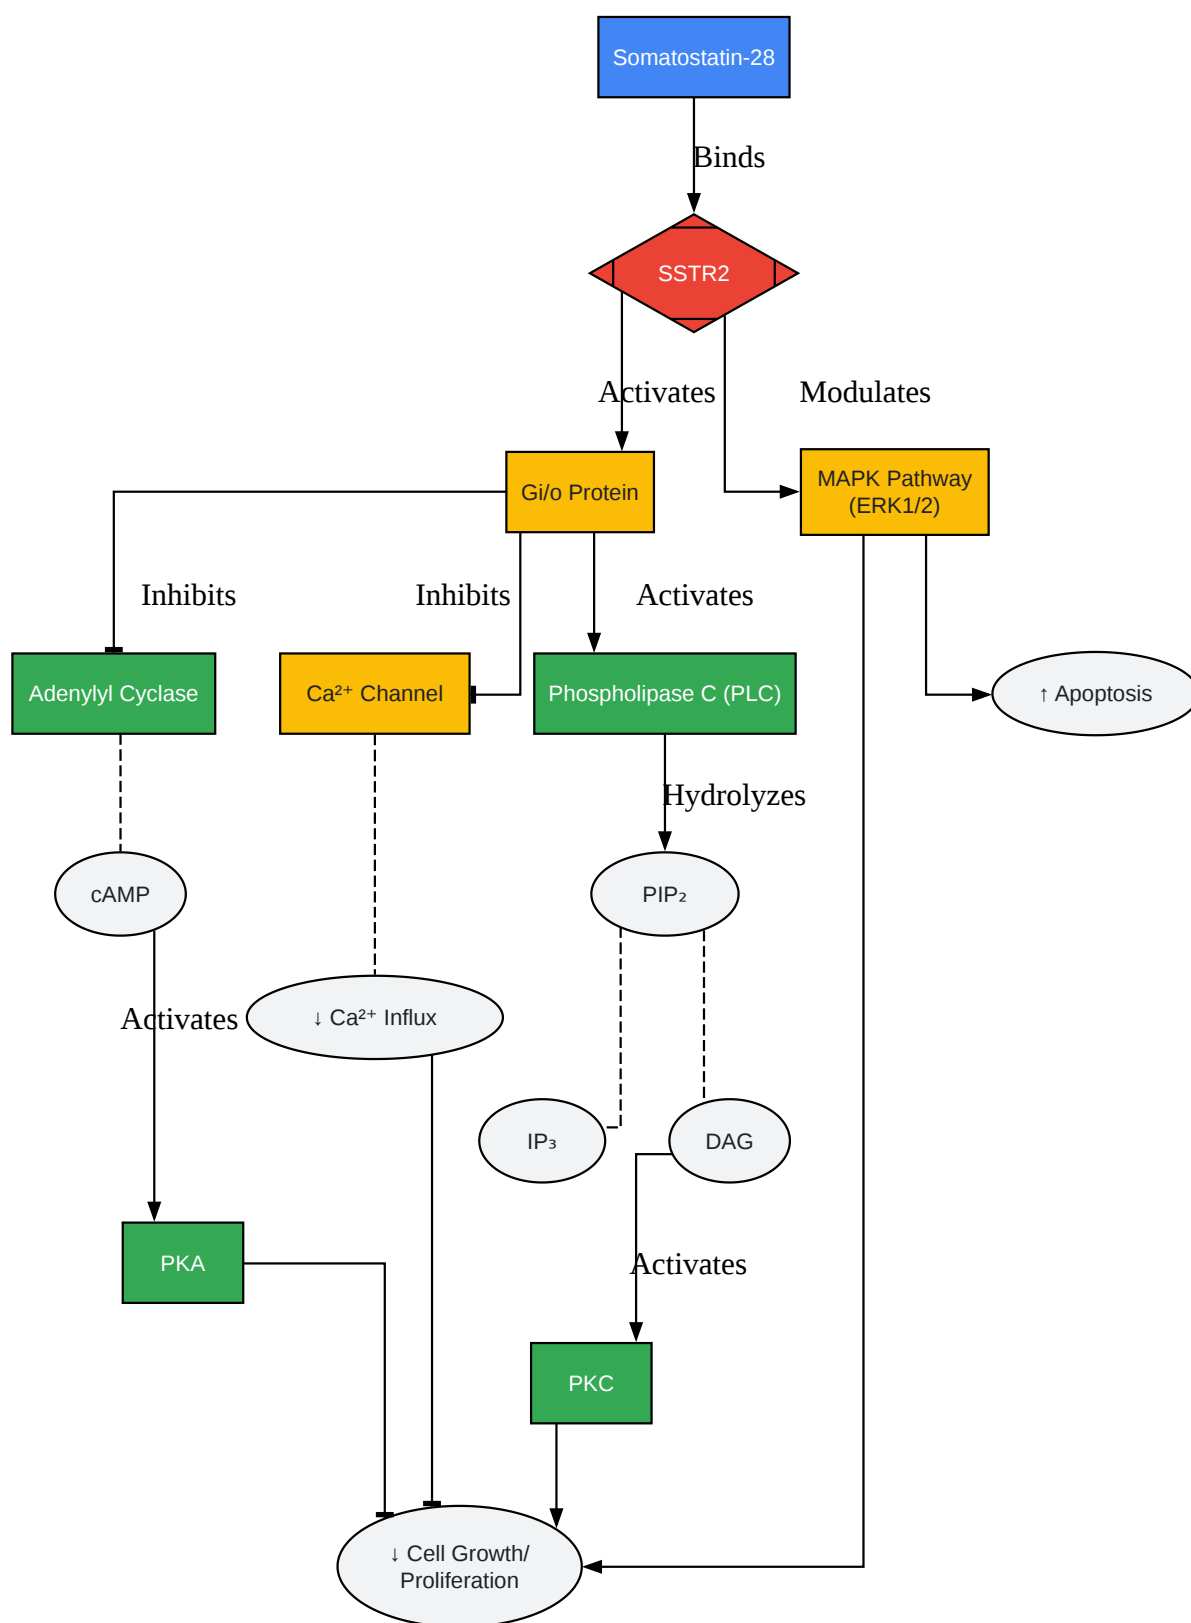 Somatostatin-28
Binds
SSTR2
Activates
Modulates
Gi/o Protein
MAPK Pathway
(ERK1/2)
Inhibits
Inhibits
Activates
Adenylyl Cyclase
Ca²⁺ Channel
Phospholipase C (PLC)
↑ Apoptosis
Hydrolyzes
cAMP
PIP₂
Activates
↓ Ca²⁺ Influx
IP₃
DAG
PKA
Activates
PKC
↓ Cell Growth/
Proliferation